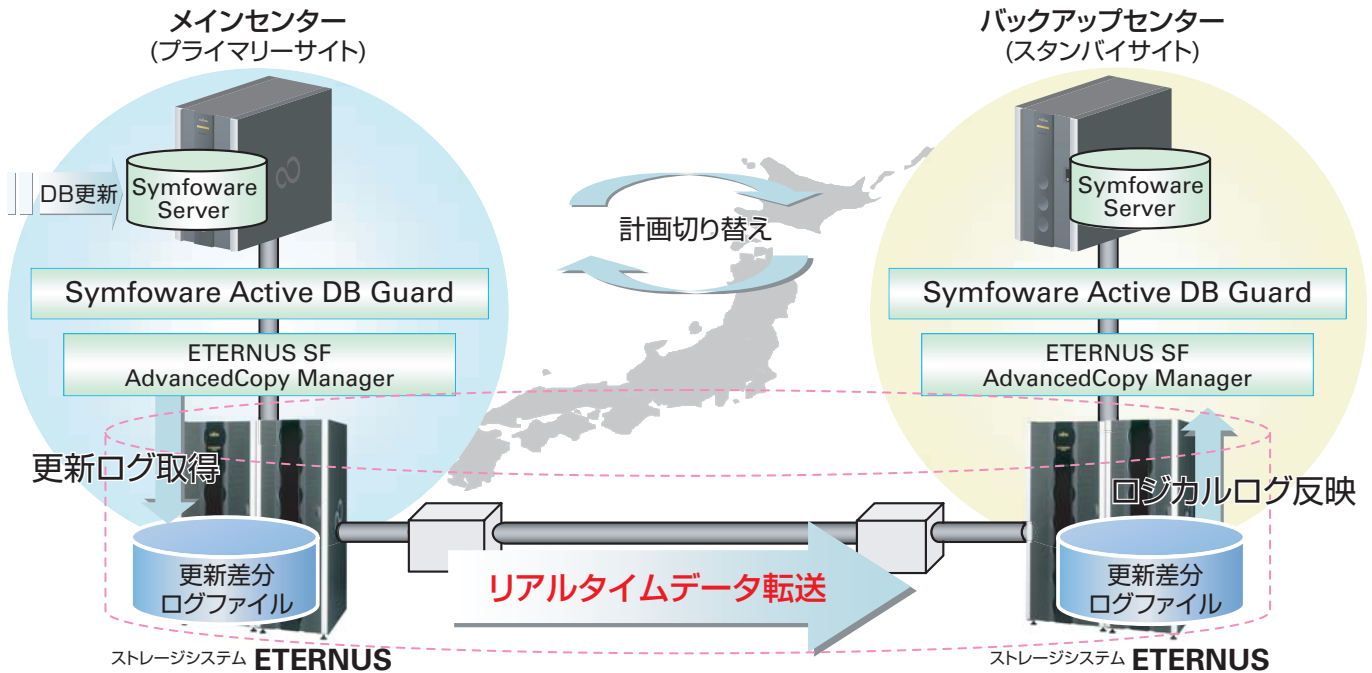 メインセンター
(プライマリーサイト)
バックアップセンター
(スタンバイサイト)
DB更新
Symfoware
Server
計画切り替え
Symfoware
Server
Symfoware Active DB Guard
Symfoware Active DB Guard
ETERNUS SF
AdvancedCopy Manager
ETERNUS SF
AdvancedCopy Manager
更新ログ取得
ロジカルログ反映
更新差分
ログファイル
リアルタイムデータ転送
更新差分
ログファイル
ストレージシステム ETERNUS
ストレージシステム ETERNUS